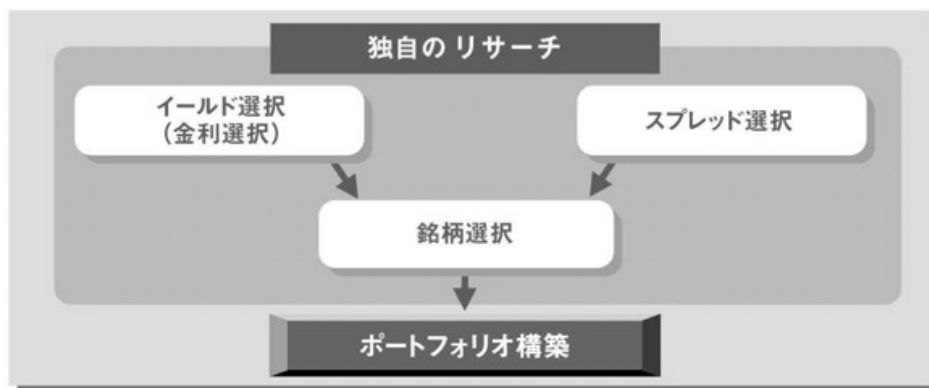 独自のリサーチ
イールド選択
（金利選択）
スプレッド選択
銘柄選択
ポートフォリオ構築